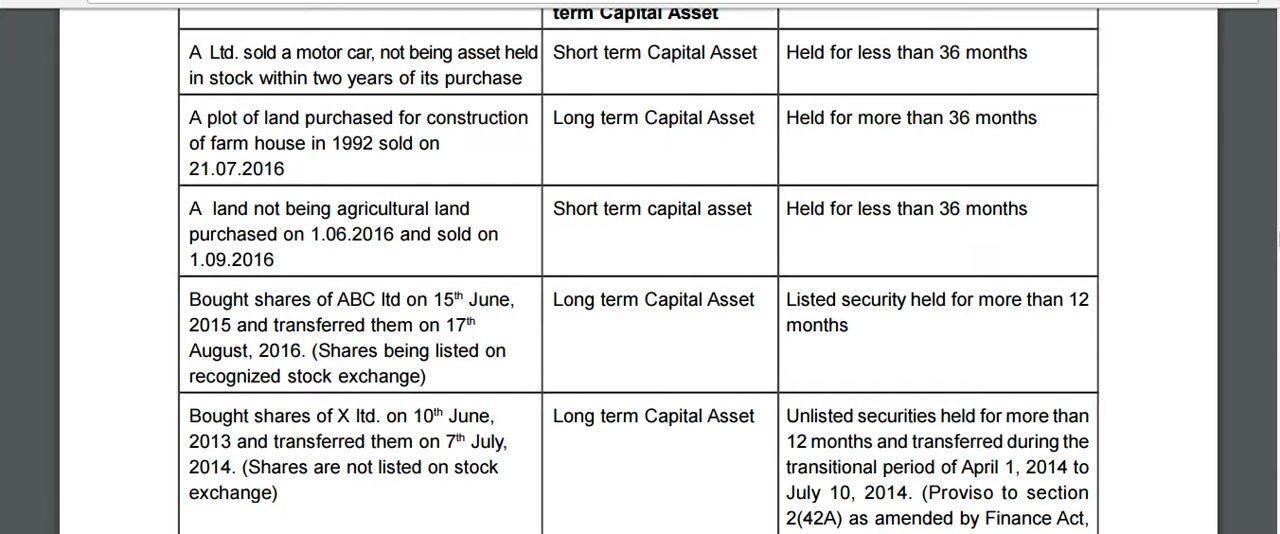 term Capital Asset
A Ltd. sold a motor car, not being asset held
in stock within two years of its purchase
Short term Capital Asset
Held for less than 36 months
A plot of land purchased for construction
of farm house in 1992 sold on
21.07.2016
Long term Capital Asset
Held for more than 36 months
A land not being agricultural land
purchased on 1.06.2016 and sold on
1.09.2016
Short term capital asset
Held for less than 36 months
Bought shares of ABC ltd on 15th June,
2015 and transferred them on 17th
August, 2016. (Shares being listed on
recognized stock exchange)
Long term Capital Asset
Listed security held for more than 12
months
Bought shares of X ltd. on 10th June,
2013 and transferred them on 7th July,
2014. (Shares are not listed on stock
exchange)
Long term Capital Asset
Unlisted securities held for more than
12 months and transferred during the
transitional period of April 1, 2014 to
July 10, 2014. (Proviso to section
2(42A) as amended by Finance Act,